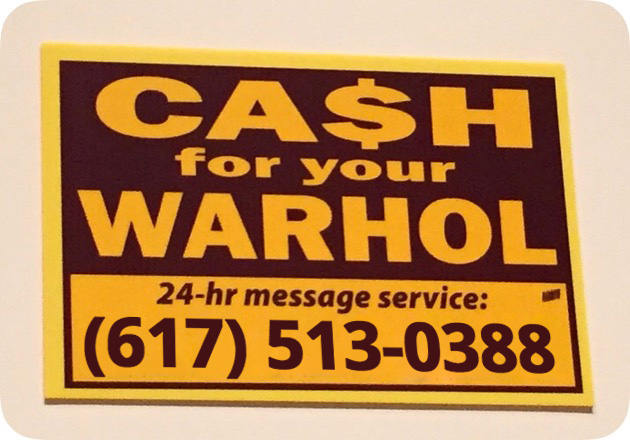 CA$H
for your
WARHOL
24-hr message service:
(617) 513-0388